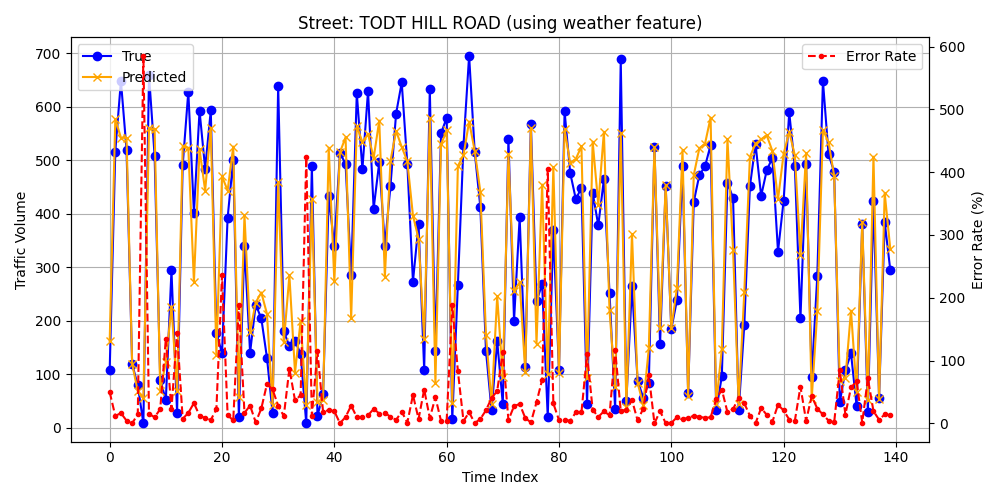 Street: TODT HILL ROAD (using weather feature)
True
Predicted
Error Rate
700
600
500
400
300
200
100
0
Traffic Volume
600
500
400
300
200
100
0
Error Rate (%)
0 20 40 60 80 100 120 140
Time Index